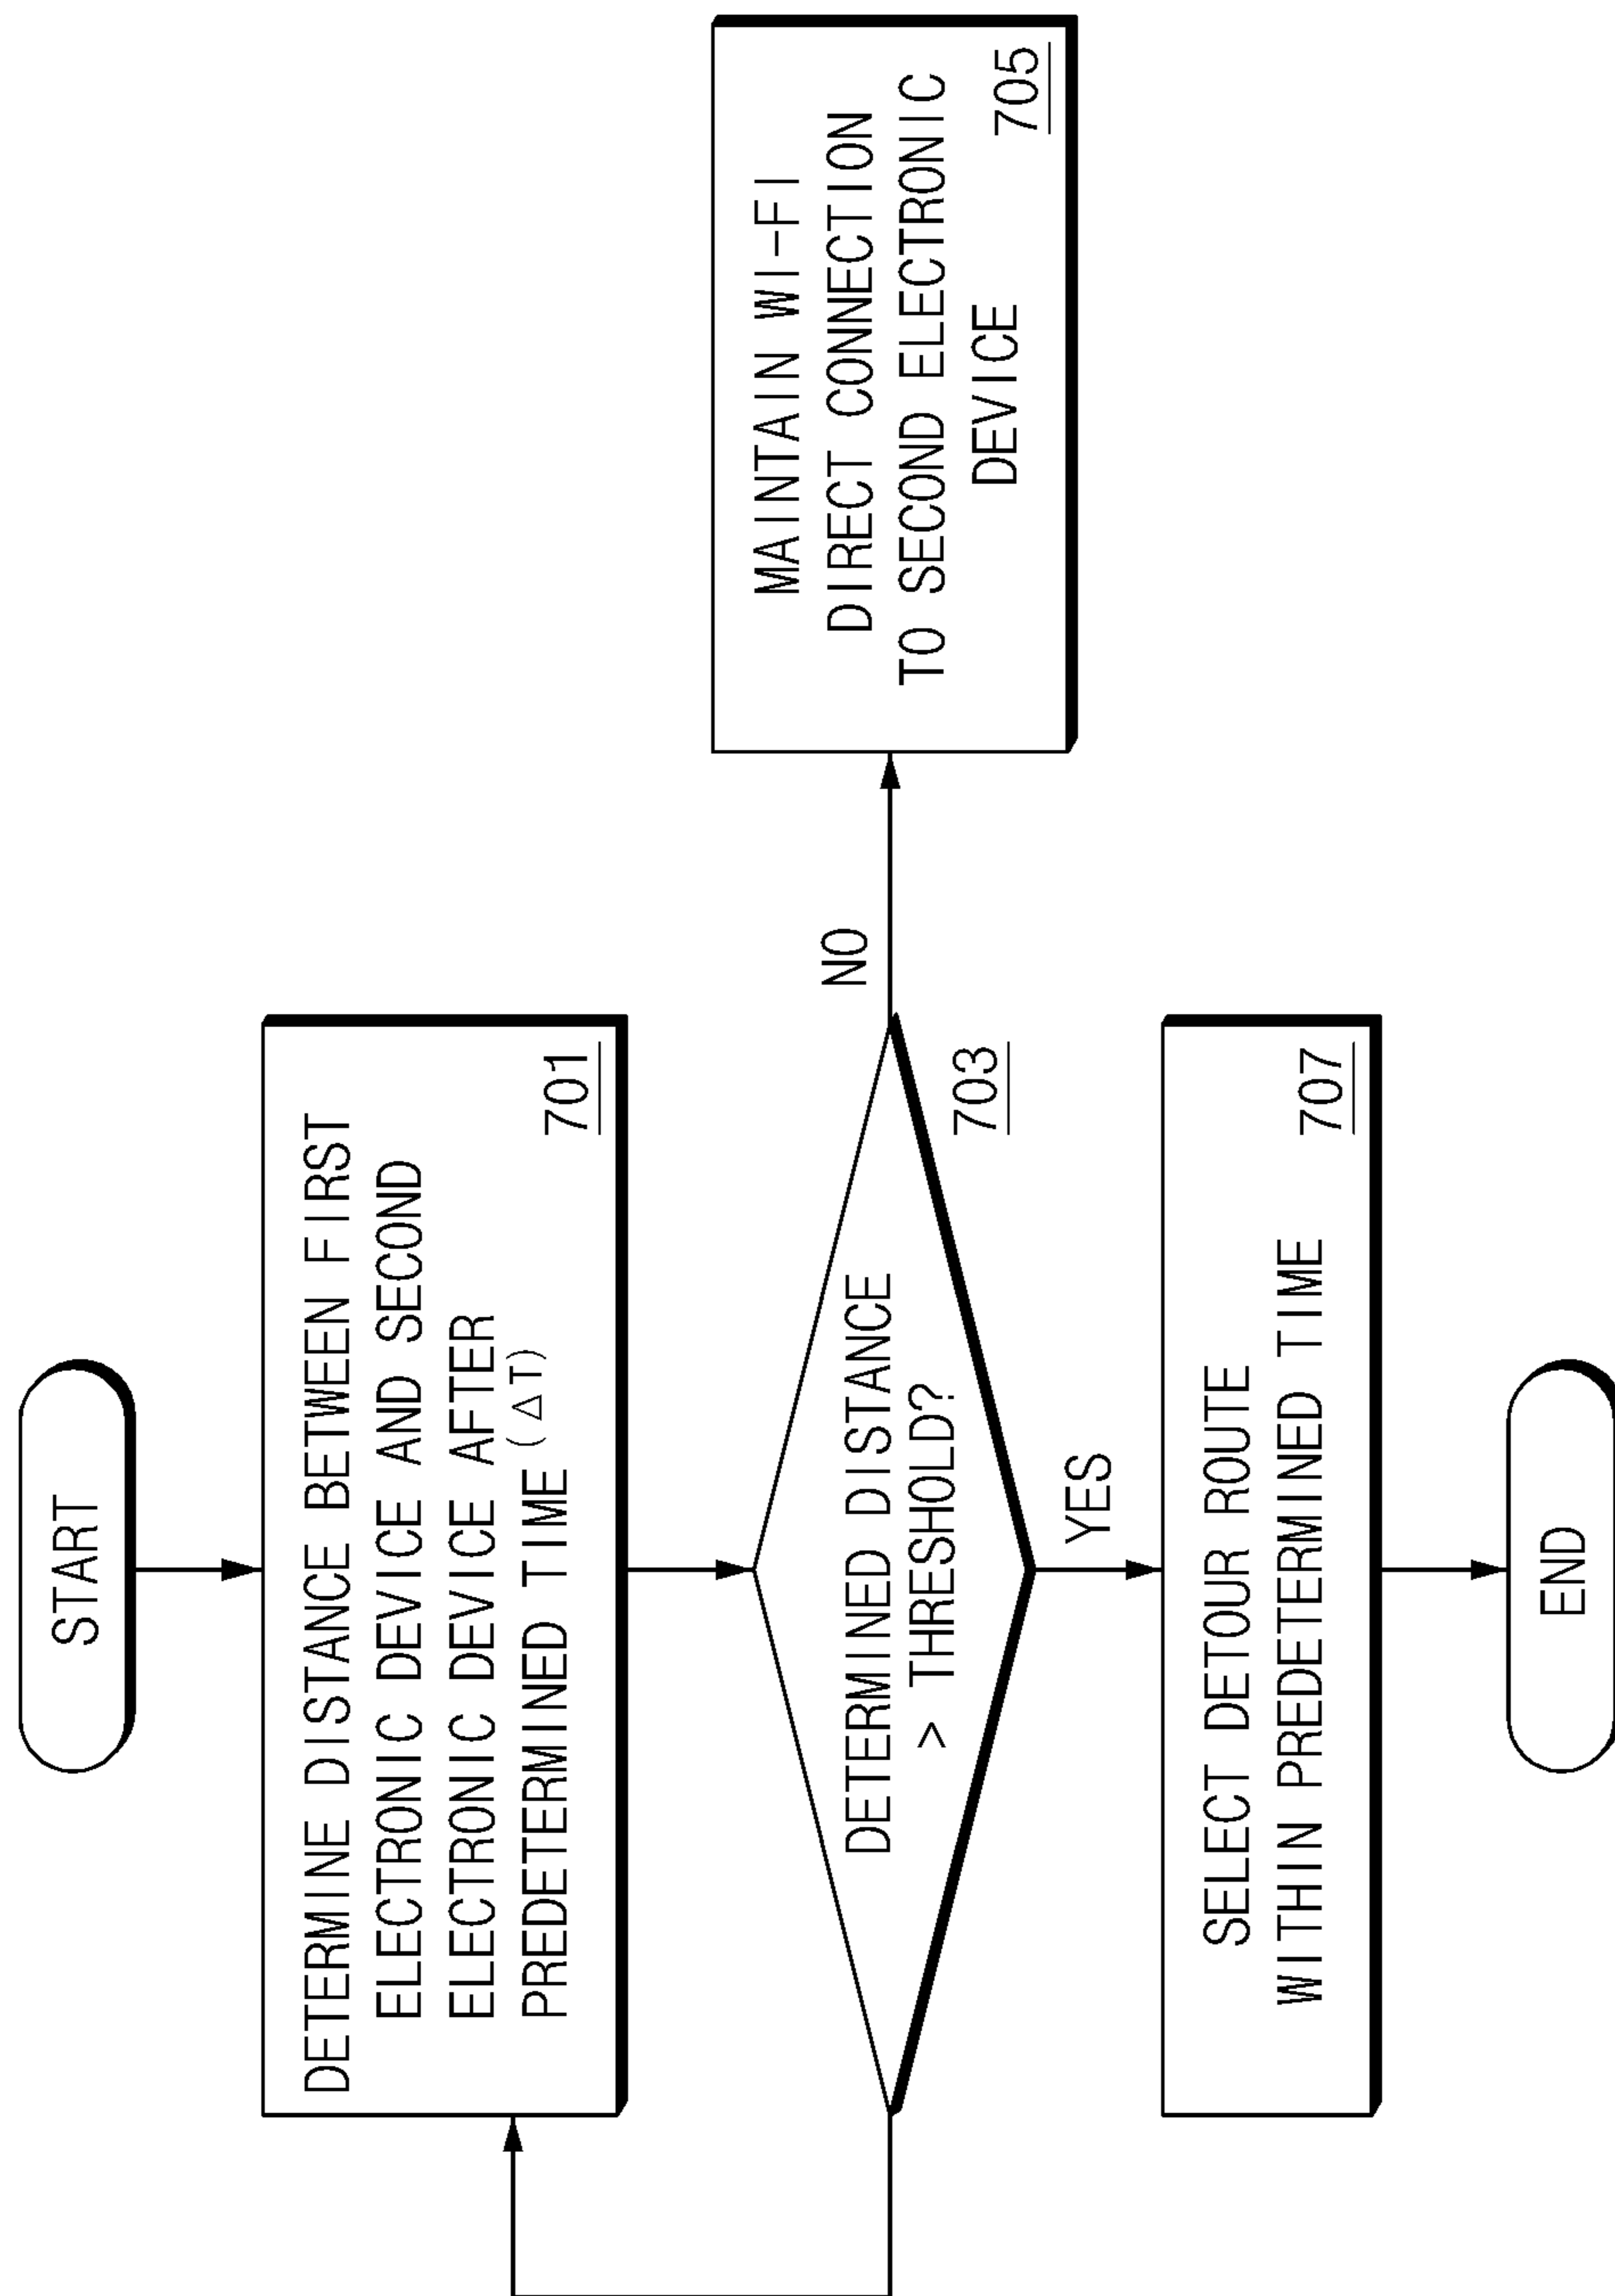 START
DETERMINE DISTANCE BETWEEN FIRST
ELECTRONIC DEVICE AND SECOND
ELECTRONIC DEVICE AFTER
PREDETERMINED TIME (△T)
701
DETERMINED DISTANCE
> THRESHOLD?
703
NO
MAINTAIN WI-FI
DIRECT CONNECTION
TO SECOND ELECTRONIC
DEVICE
705
YES
SELECT DETOUR ROUTE
WITHIN PREDETERMINED TIME
707
END